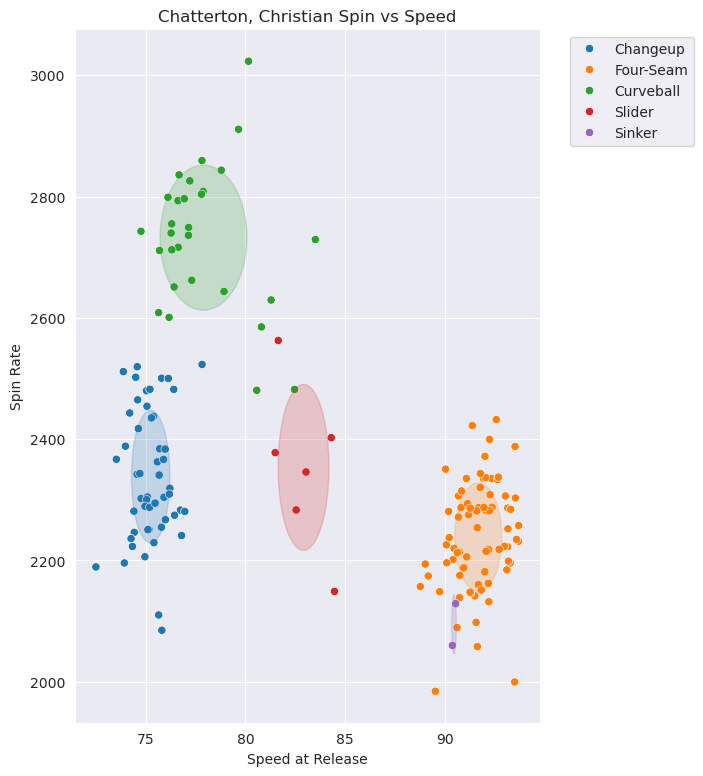 Chatterton, Christian Spin vs Speed
Changeup
Four-Seam
Curveball
Slider
Sinker
3000
2800
2600
2400
2200
2000
Spin Rate
75
80
85
90
Speed at Release